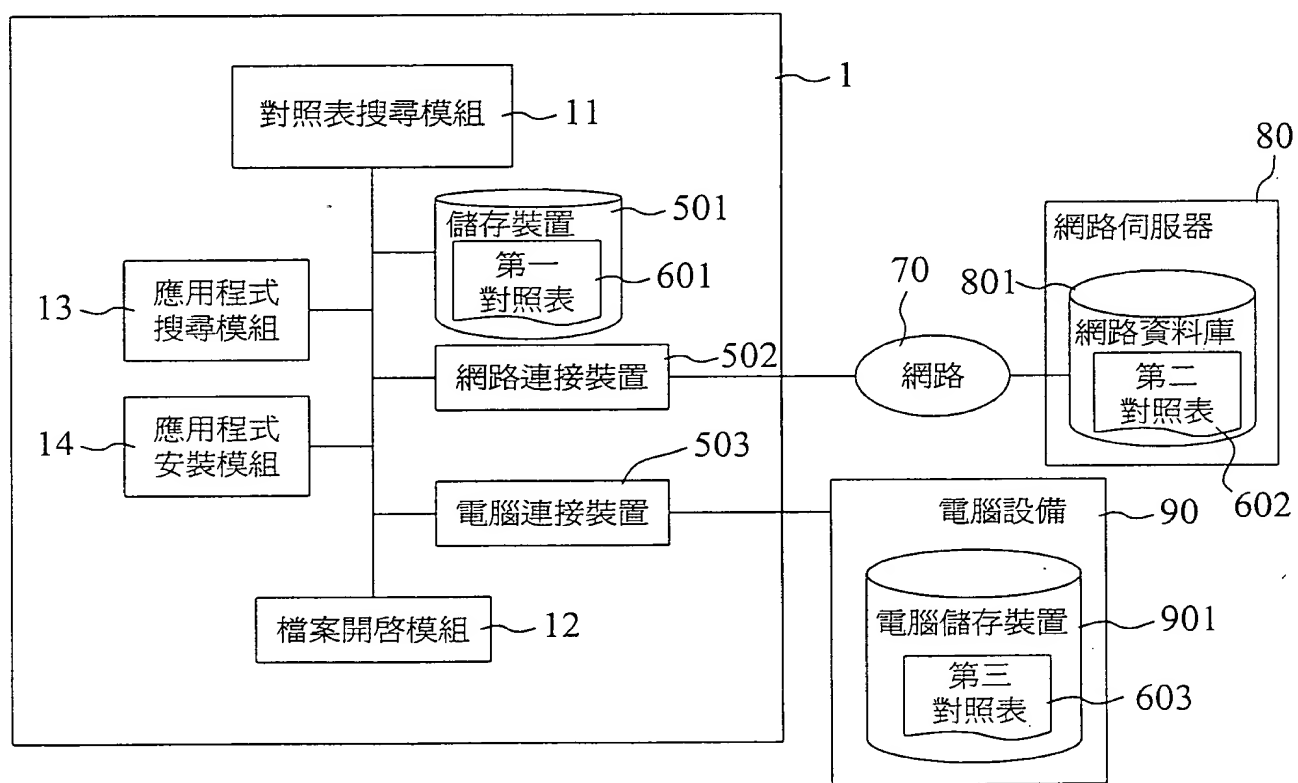 1
對照表搜尋模組
11
儲存裝置
501
第一
對照表
601
13
應用程式
搜尋模組
網路連接裝置
502
14
應用程式
安裝模組
電腦連接裝置
503
檔案開啓模組
12
70
網路
80
網路伺服器
801
網路資料庫
第二
對照表
602
電腦設備
90
電腦儲存裝置
901
第三
對照表
603